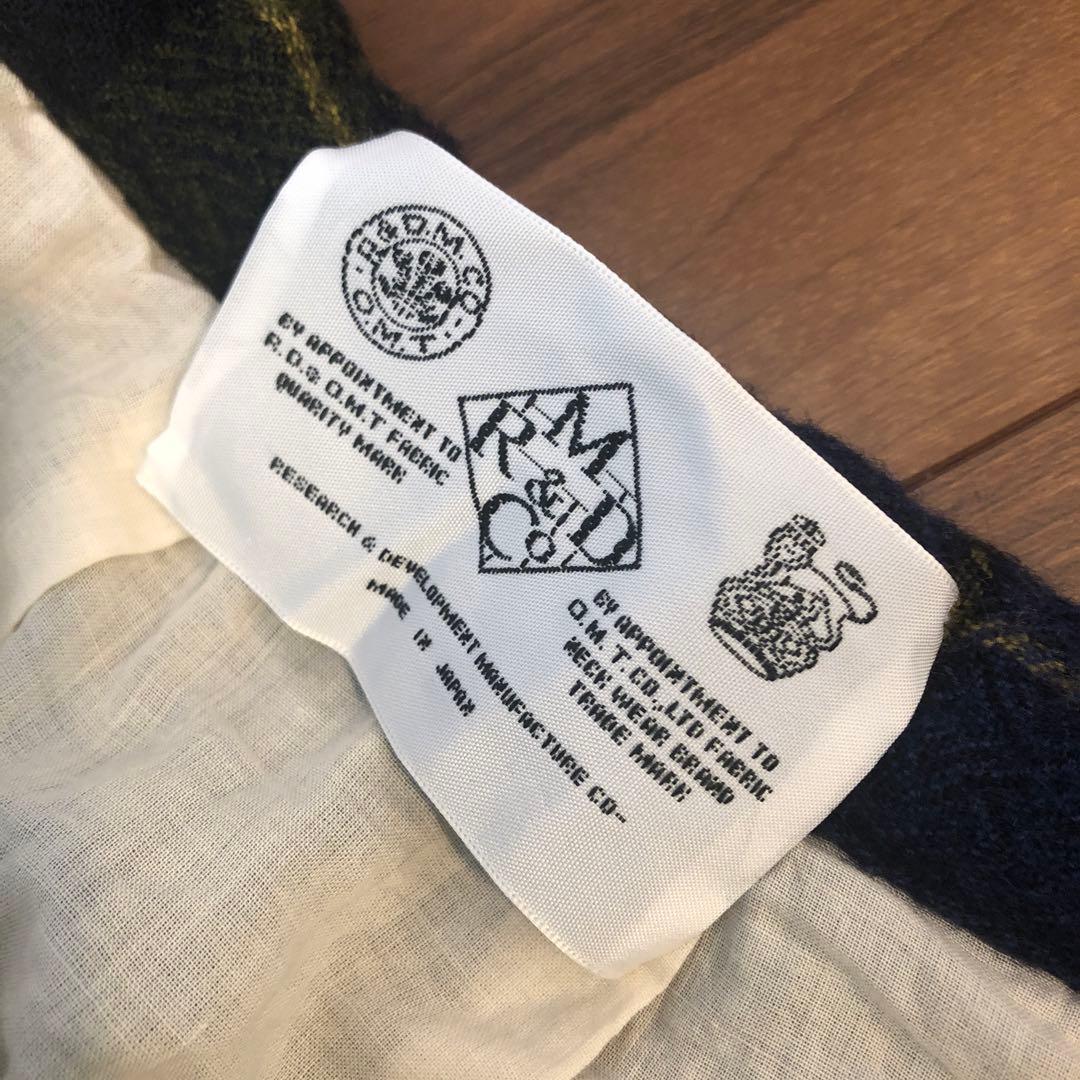 R&D.M.CO.
O.M.T.
BY APPOINTMENT TO
R.D.& O.M.T FABRIC
QUARITY MARK
R M
& D
Co
BY APPOINTMENT TO
O.M.T CO.,LTD FABRIC
NECK WEAR BRAND
TRADE MARK
RESEARCH & DEVELOPMENT MANUFACTURE CO-
MADE IN JAPAN